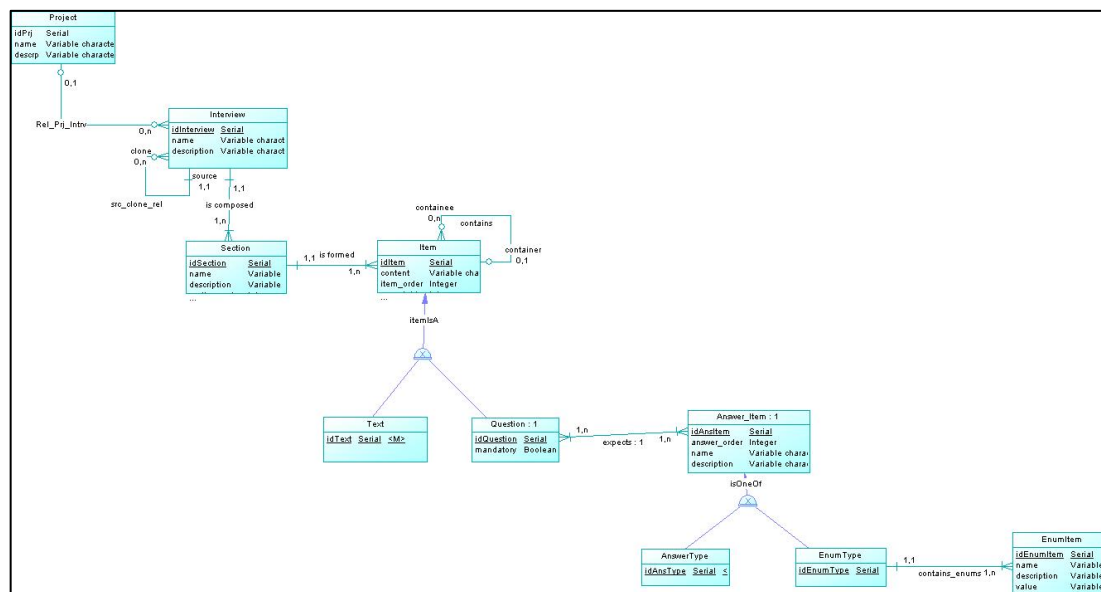 Project
idPrj Serial
name Variable characte
descrp Variable characte
0,1
Rel_Prj_Intrv
0,n
Interview
idInterview Serial
name Variable charact
description Variable charact
clone
0,n
source
1,1
1,1
src_clone_rel
is composed
1,n
containee
0,n
contains
container
0,1
Section
idSection Serial
name Variable
description Variable
...
1,1
is formed
1,n
Item
idItem Serial
content Variable cha
item_order Integer
...
itemIsA
X
Text
idText Serial <M>
Question : 1
idQuestion Serial
mandatory Boolean
1,n
expects : 1
1,n
Answer_Item : 1
idAnsItem Serial
answer_order Integer
name Variable charac
description Variable charac
isOneOf
X
AnswerType
idAnsType Serial <
EnumType
idEnumType Serial
1,1
contains_enums
1,n
EnumItem
idEnumItem Serial
name Variable
description Variable
value Variable